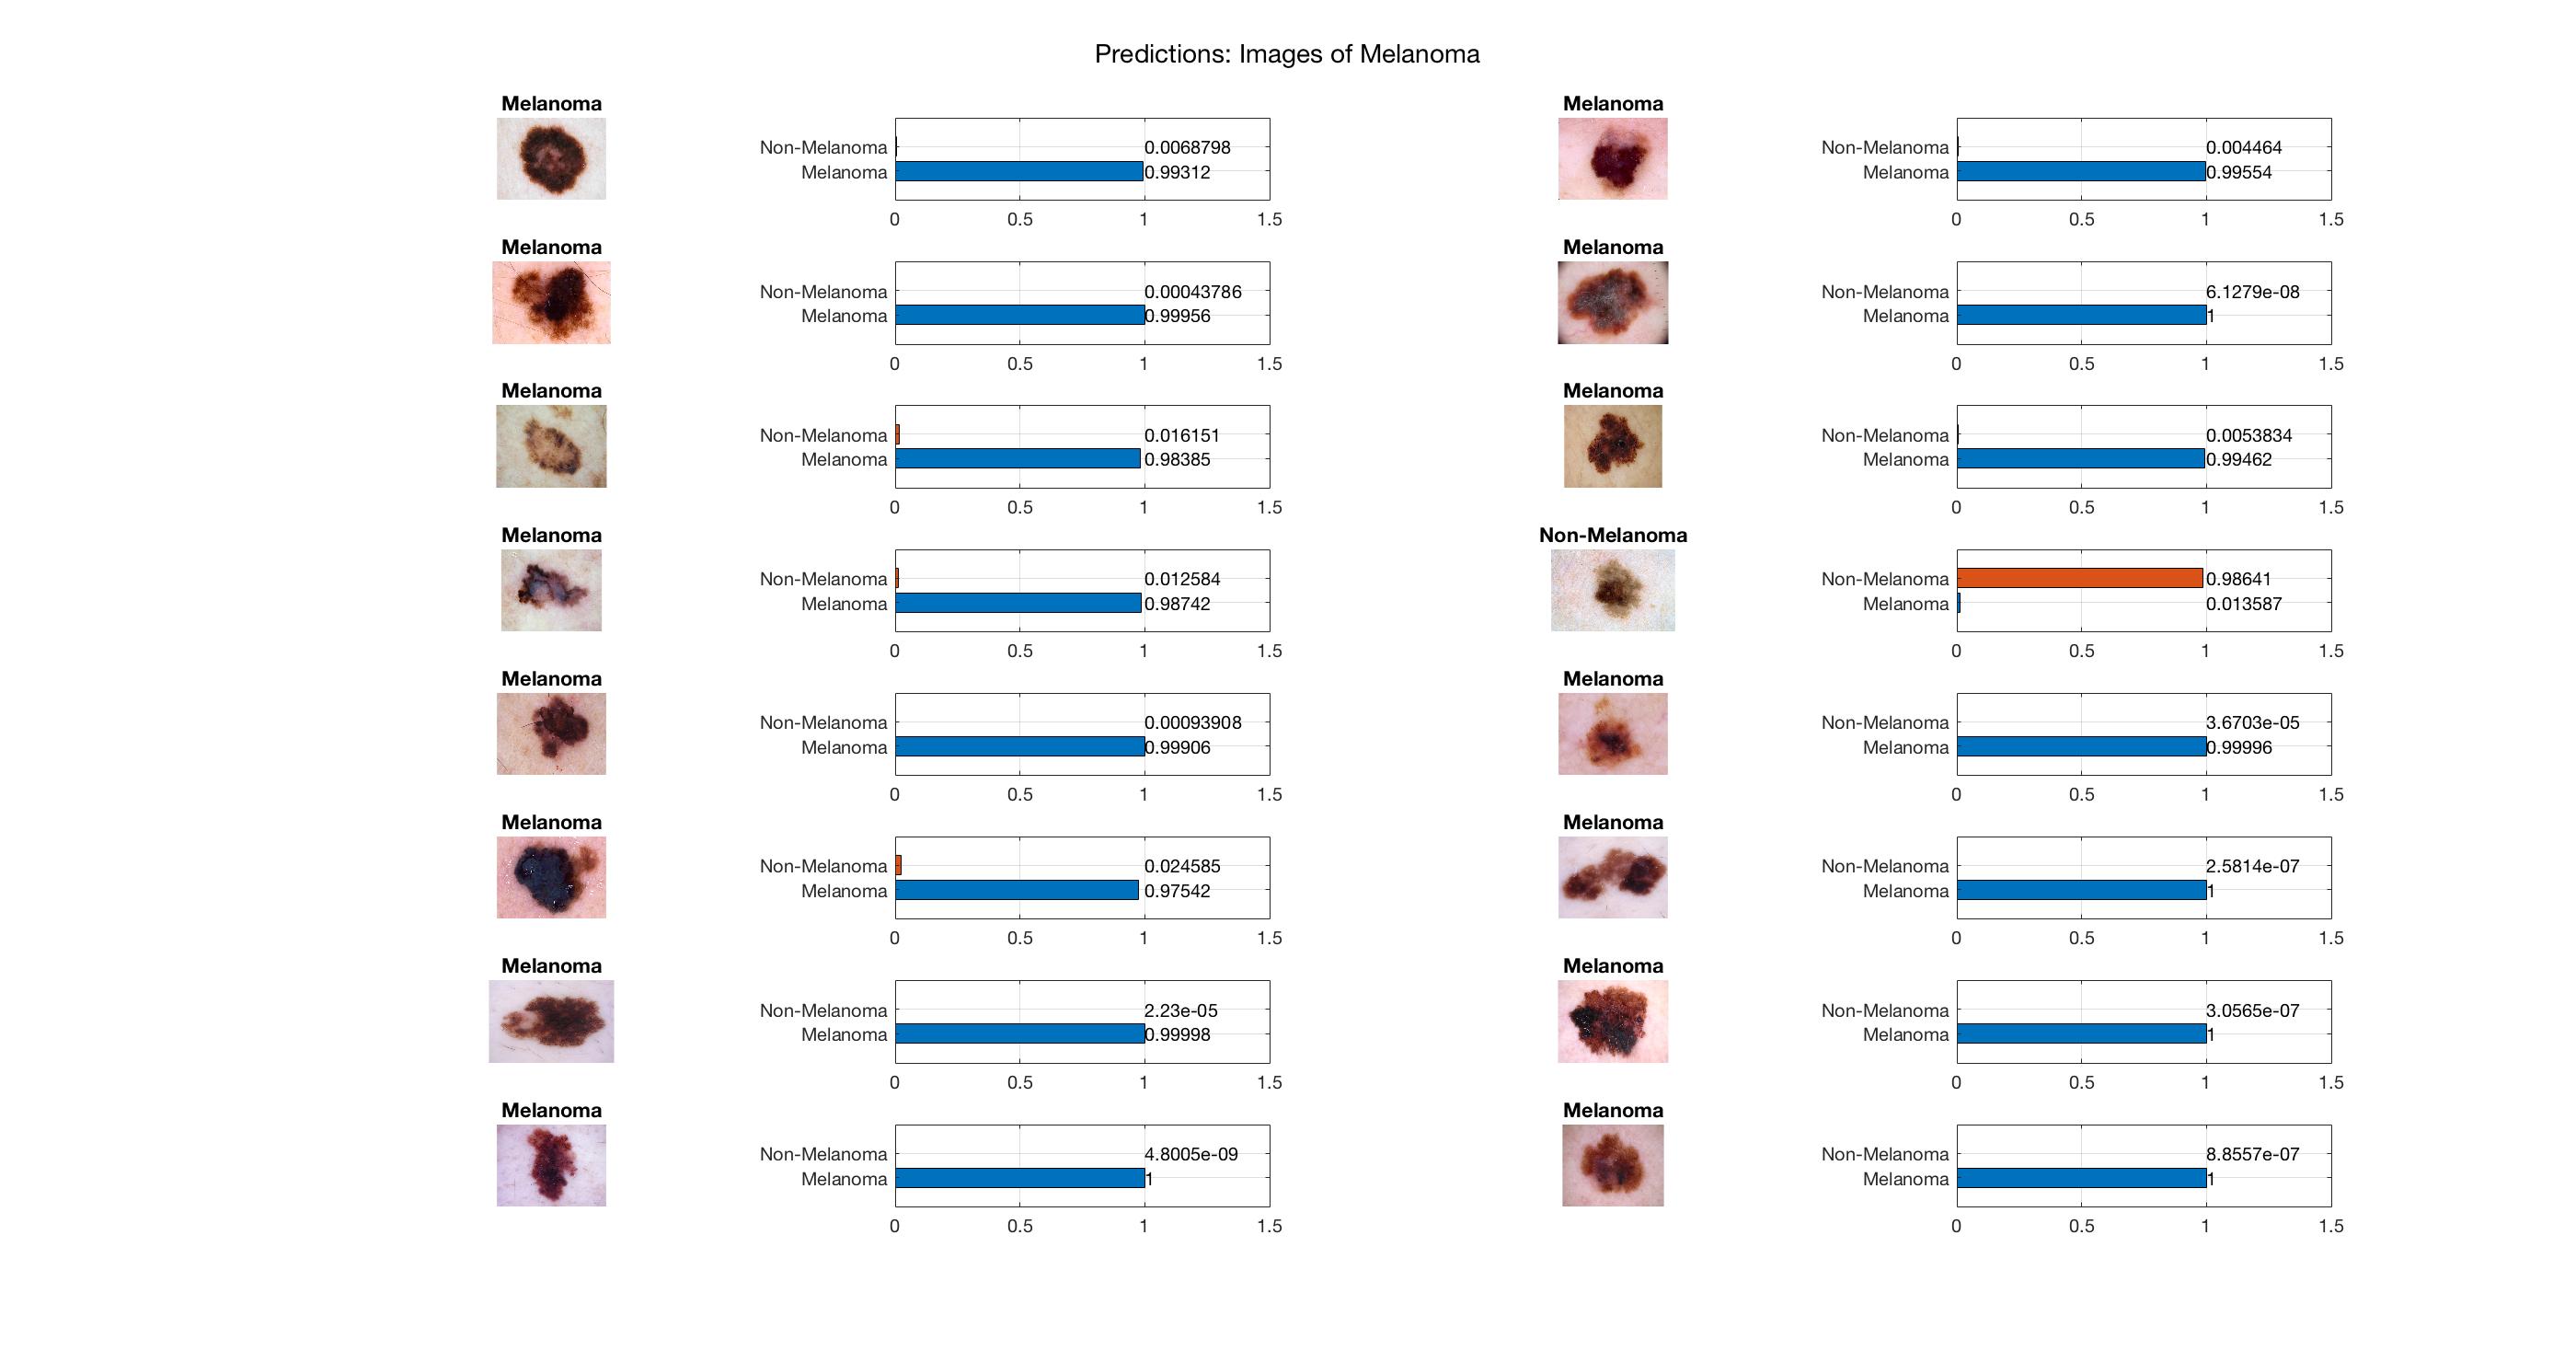 Predictions: Images of Melanoma
Melanoma
Non-Melanoma 0.0068798
Melanoma 0.99312
0 0.5 1 1.5
Melanoma
Non-Melanoma 0.00043786
Melanoma 0.99956
0 0.5 1 1.5
Melanoma
Non-Melanoma 0.016151
Melanoma 0.98385
0 0.5 1 1.5
Melanoma
Non-Melanoma 0.012584
Melanoma 0.98742
0 0.5 1 1.5
Melanoma
Non-Melanoma 0.00093908
Melanoma 0.99906
0 0.5 1 1.5
Melanoma
Non-Melanoma 0.024585
Melanoma 0.97542
0 0.5 1 1.5
Melanoma
Non-Melanoma 2.23e-05
Melanoma 0.99998
0 0.5 1 1.5
Melanoma
Non-Melanoma 4.8005e-09
Melanoma 1
0 0.5 1 1.5
Melanoma
Non-Melanoma 0.004464
Melanoma 0.99554
0 0.5 1 1.5
Melanoma
Non-Melanoma 6.1279e-08
Melanoma 1
0 0.5 1 1.5
Melanoma
Non-Melanoma 0.0053834
Melanoma 0.99462
0 0.5 1 1.5
Non-Melanoma
Non-Melanoma 0.98641
Melanoma 0.013587
0 0.5 1 1.5
Melanoma
Non-Melanoma 3.6703e-05
Melanoma 0.99996
0 0.5 1 1.5
Melanoma
Non-Melanoma 2.5814e-07
Melanoma 1
0 0.5 1 1.5
Melanoma
Non-Melanoma 3.0565e-07
Melanoma 1
0 0.5 1 1.5
Melanoma
Non-Melanoma 8.8557e-07
Melanoma 1
0 0.5 1 1.5